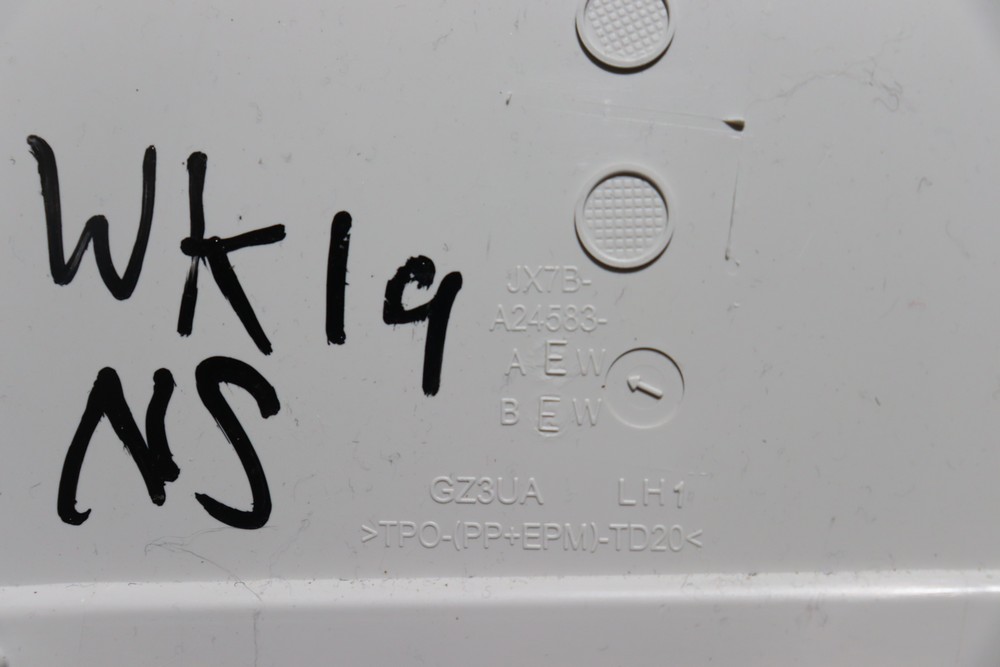 WK19
NS
JX7B-
A24583-
A E W
B E W
GZ3UA LH1
>TPO-(PP+EPM)-TD20<